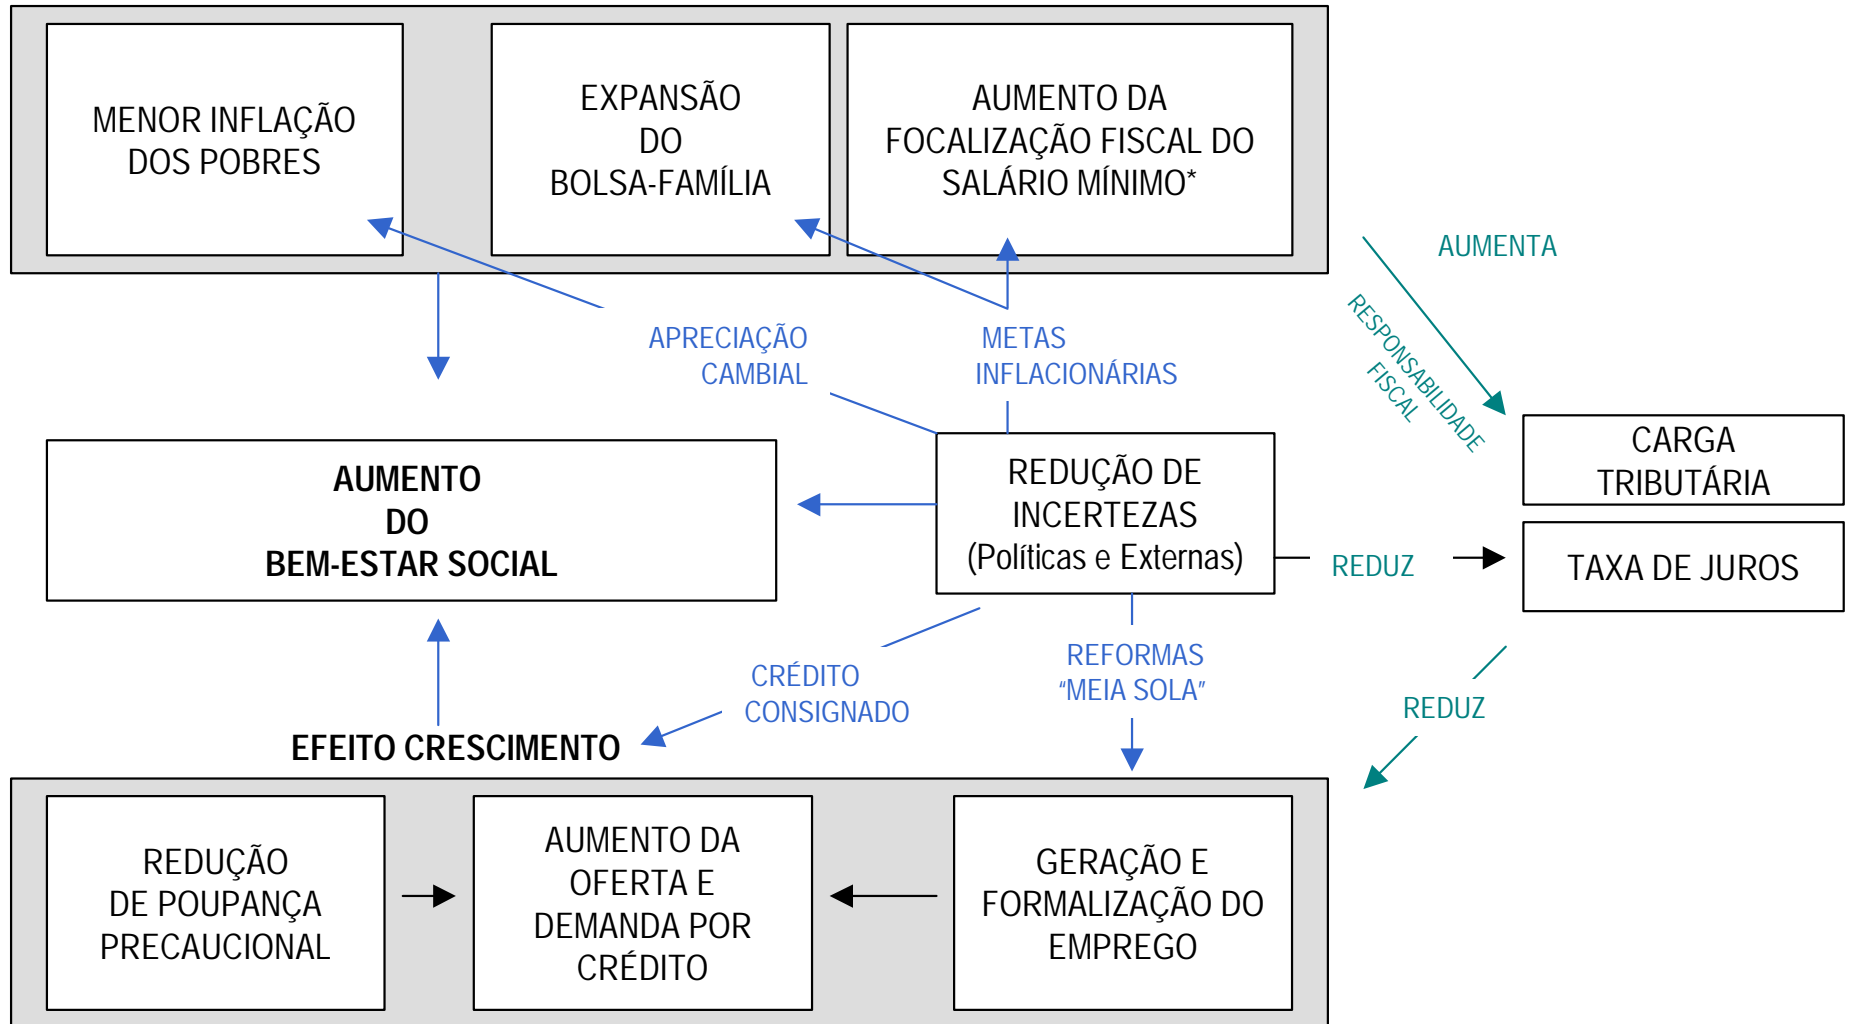 MENOR INFLAÇÃO
DOS POBRES
EXPANSÃO
DO
BOLSA-FAMÍLIA
AUMENTO DA
FOCALIZAÇÃO FISCAL DO
SALÁRIO MÍNIMO*
AUMENTA
RESPONSABILIDADE
FISCAL
APRECIAÇÃO
CAMBIAL
METAS
INFLACIONÁRIAS
CARGA
TRIBUTÁRIA
AUMENTO
DO
BEM-ESTAR SOCIAL
REDUÇÃO DE
INCERTEZAS
(Políticas e Externas)
REDUZ
TAXA DE JUROS
CRÉDITO
CONSIGNADO
REFORMAS
“MEIA SOLA”
REDUZ
EFEITO CRESCIMENTO
REDUÇÃO
DE POUPANÇA
PRECAUCIONAL
AUMENTO DA
OFERTA E
DEMANDA POR
CRÉDITO
GERAÇÃO E
FORMALIZAÇÃO DO
EMPREGO